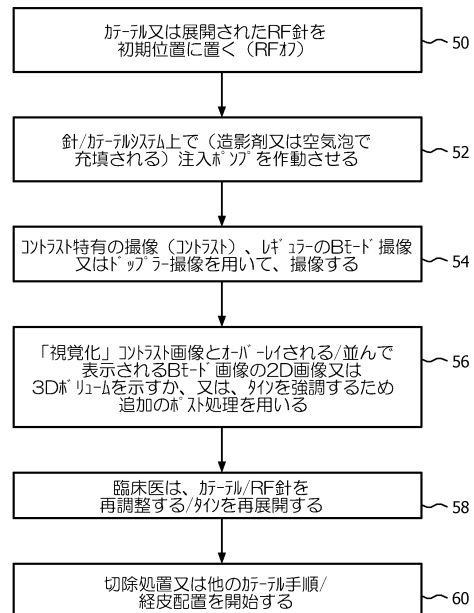 カテーテル又は展開されたRF針を
初期位置に置く（RFオフ）
50
針/カテーテルシステム上で（造影剤又は空気泡で
充填される）注入ポンプを作動させる
52
コントラスト特有の撮像（コントラスト）、レギュラーのBモード撮像
又はドップラー撮像を用いて、撮像する
54
「視覚化」コントラスト画像とオーバーレイされる/並んで
表示されるBモード画像の2D画像又は
3Dボリュームを示すか、又は、タインを強調するため
追加のポスト処理を用いる
56
臨床医は、カテーテル/RF針を
再調整する/タインを再展開する
58
切除処置又は他のカテーテル手順/
経皮配置を開始する
60